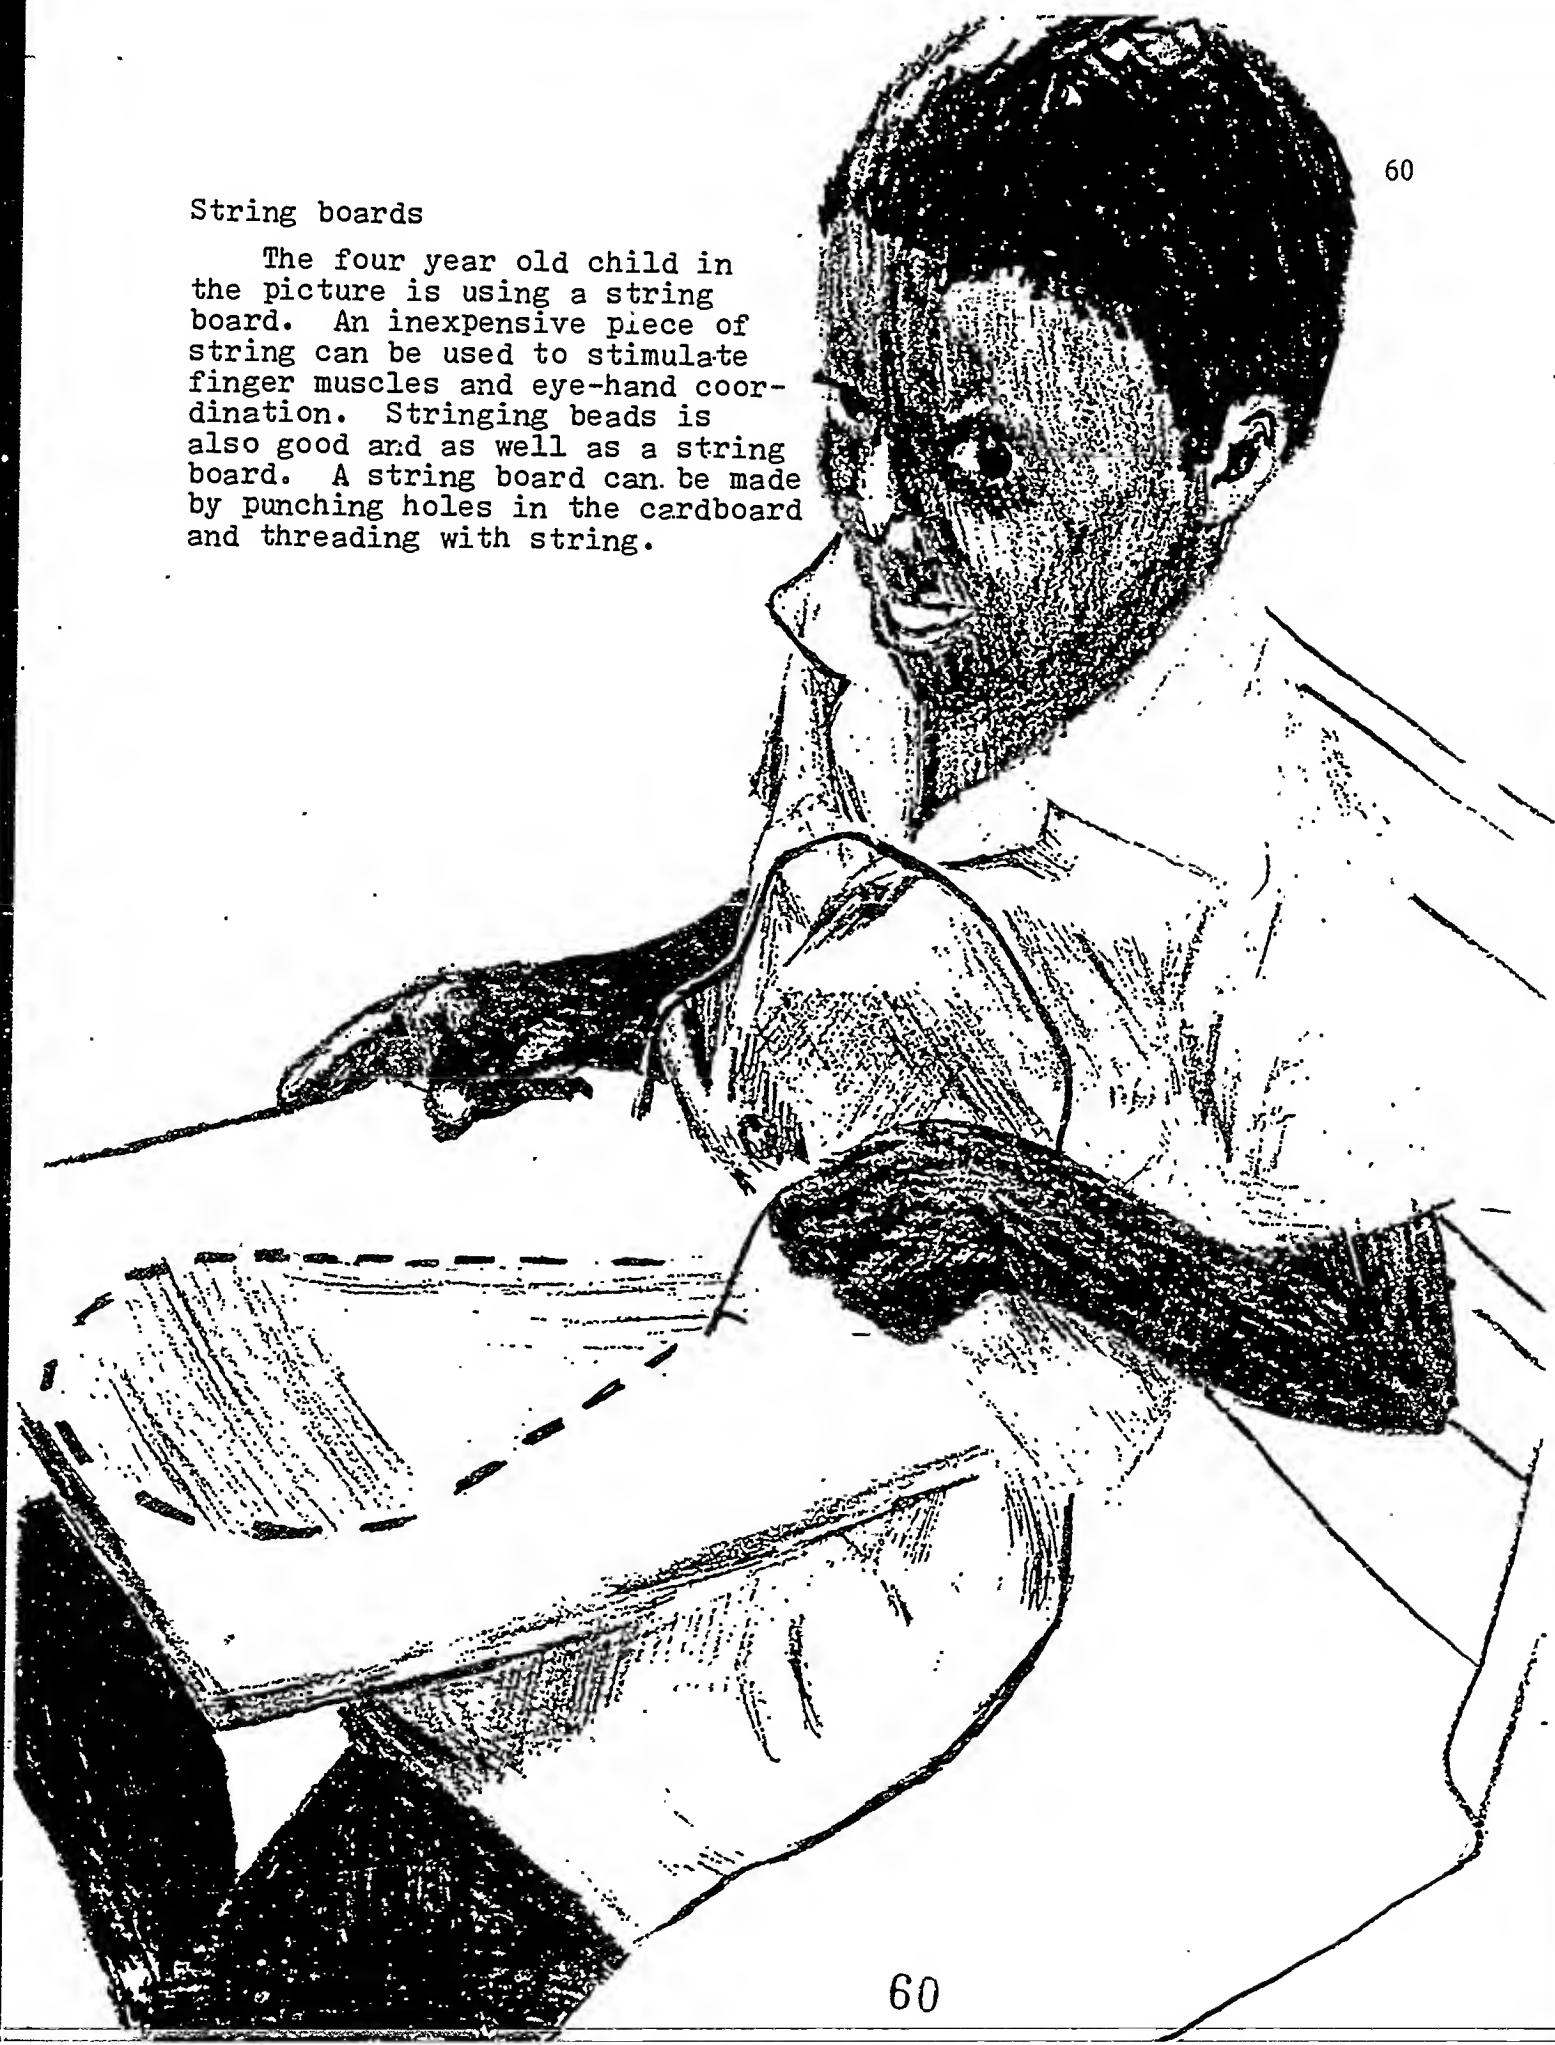 60
String boards
The four year old child in
the picture is using a string
board. An inexpensive piece of
string can be used to stimulate
finger muscles and eye-hand coor-
dination. Stringing beads is
also good and as well as a string
board. A string board can. be made
by punching holes in the cardboard
and threading with string.
60